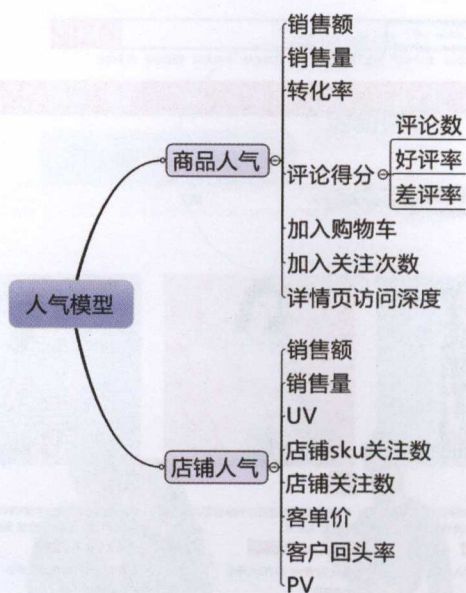 人气模型
商品人气
销售额
销售量
转化率
评论得分
评论数
好评率
差评率
加入购物车
加入关注次数
详情页访问深度
店铺人气
销售额
销售量
UV
店铺sku关注数
店铺关注数
客单价
客户回头率
PV